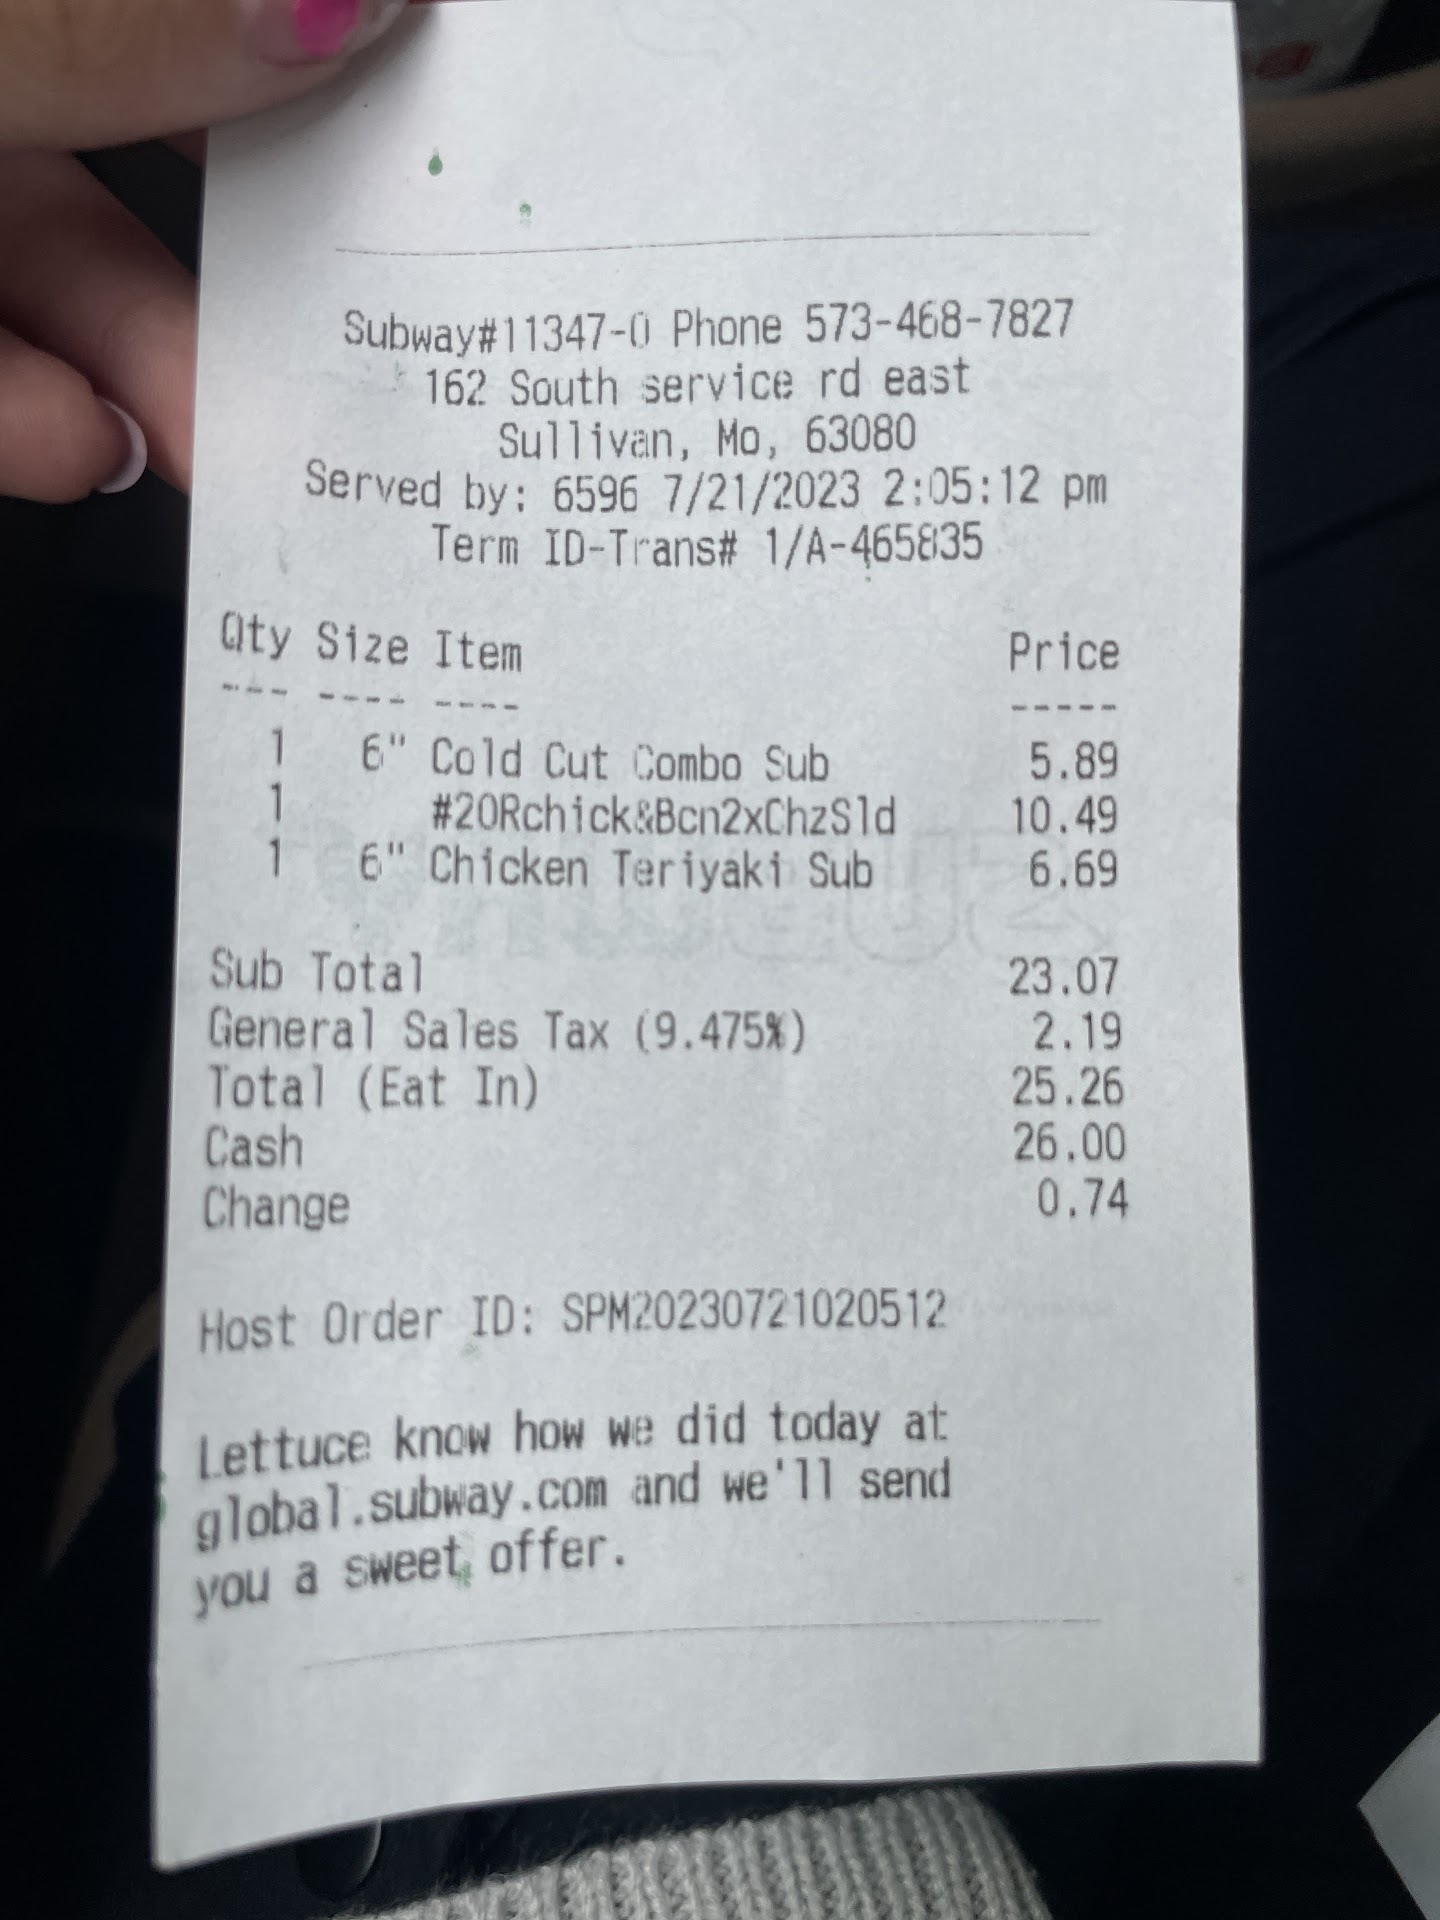 Subway#11347-0 Phone 573-468-7827
162 South service rd east
Sullivan, Mo, 63080
Served by: 6596 7/21/2023 2:05:12 pm
Term ID-Trans# 1/A-465835
Qty Size Item Price
--- ---- ---- -----
1 6" Cold Cut Combo Sub 5.89
1 #20Rchick&Bcn2xChzSld 10.49
1 6" Chicken Teriyaki Sub 6.69
Sub Total 23.07
General Sales Tax (9.475%) 2.19
Total (Eat In) 25.26
Cash 26.00
Change 0.74
Host Order ID: SPM20230721020512
Lettuce know how we did today at
global.subway.com and we'll send
you a sweet offer.